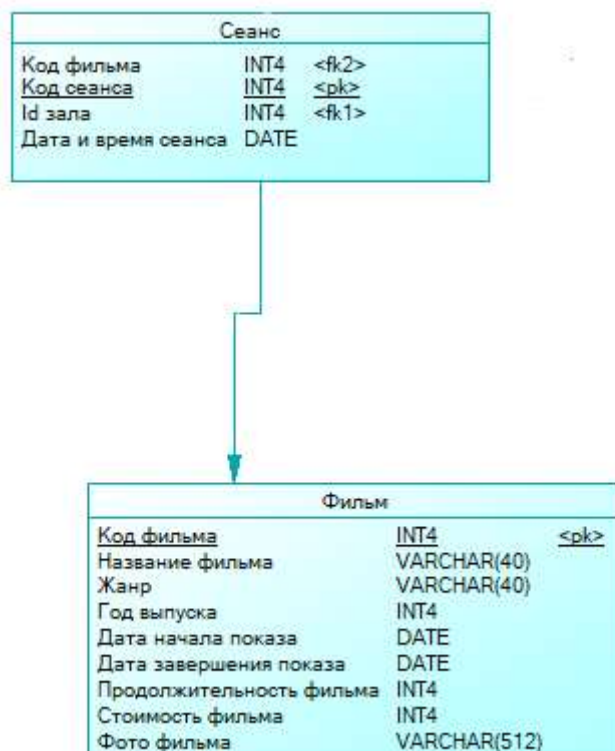 Сеанс
Код фильма INT4 <fk2>
Код сеанса INT4 <pk>
Id зала INT4 <fk1>
Дата и время сеанса DATE
Фильм
Код фильма INT4 <pk>
Название фильма VARCHAR(40)
Жанр VARCHAR(40)
Год выпуска INT4
Дата начала показа DATE
Дата завершения показа DATE
Продолжительность фильма INT4
Стоимость фильма INT4
Фото фильма VARCHAR(512)